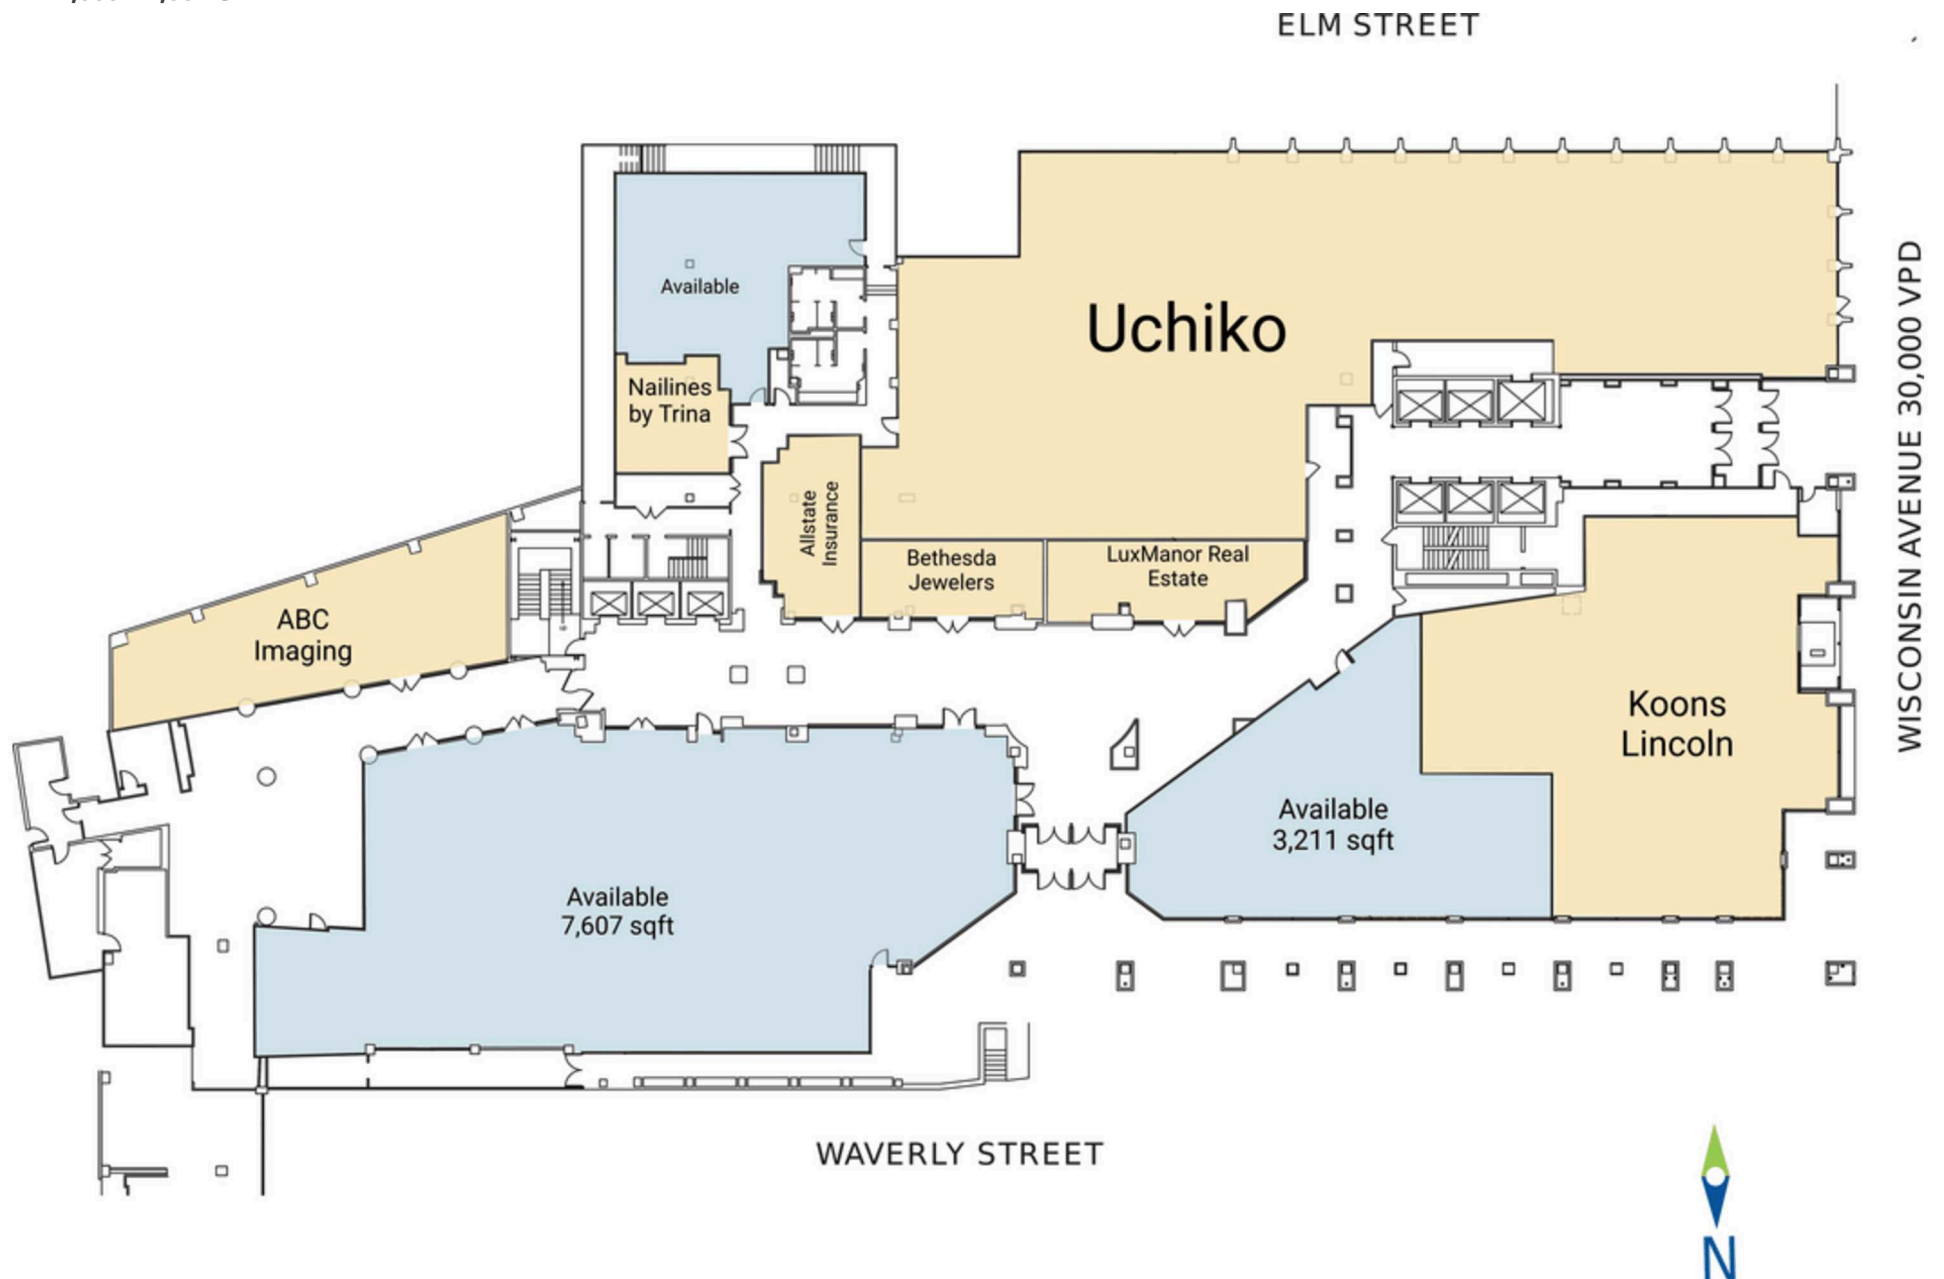 ELM STREET
Available
Uchiko
Nailines
by Trina
Allstate
Insurance
Bethesda
Jewelers
LuxManor Real
Estate
ABC
Imaging
WISCONSIN AVENUE 30,000 VPD
Koons
Lincoln
Available
3,211 sqft
Available
7,607 sqft
WAVERLY STREET
N